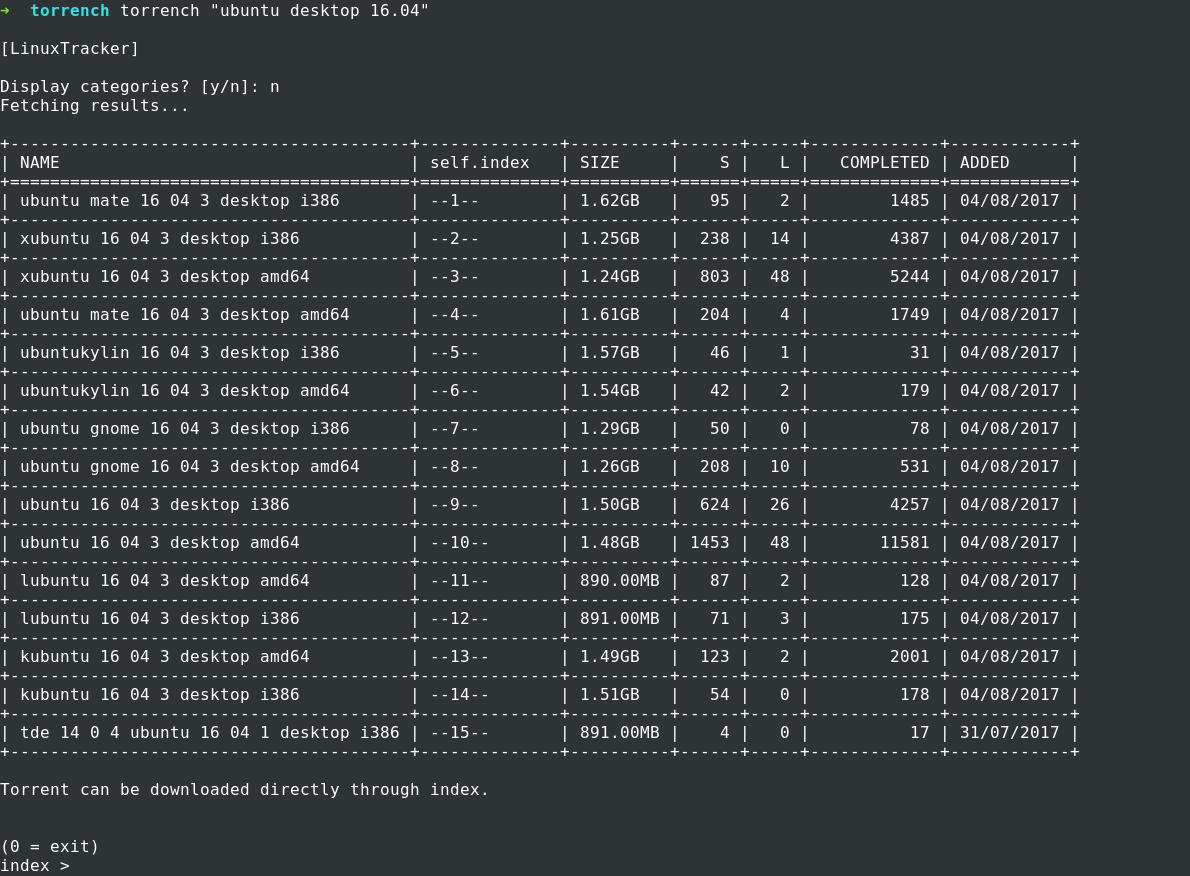 ➜  torrench torrench "ubuntu desktop 16.04"
[LinuxTracker]
Display categories? [y/n]: n
Fetching results...
+----------------------------------------+--------------+----------+------+-----+-------------+------------+
| NAME                                   | self.index   | SIZE     |    S |   L |   COMPLETED | ADDED      |
+========================================+==============+==========+======+=====+=============+============+
| ubuntu mate 16 04 3 desktop i386       | --1--        | 1.62GB   |   95 |   2 |        1485 | 04/08/2017 |
+----------------------------------------+--------------+----------+------+-----+-------------+------------+
| xubuntu 16 04 3 desktop i386           | --2--        | 1.25GB   |  238 |  14 |        4387 | 04/08/2017 |
+----------------------------------------+--------------+----------+------+-----+-------------+------------+
| xubuntu 16 04 3 desktop amd64          | --3--        | 1.24GB   |  803 |  48 |        5244 | 04/08/2017 |
+----------------------------------------+--------------+----------+------+-----+-------------+------------+
| ubuntu mate 16 04 3 desktop amd64      | --4--        | 1.61GB   |  204 |   4 |        1749 | 04/08/2017 |
+----------------------------------------+--------------+----------+------+-----+-------------+------------+
| ubuntukylin 16 04 3 desktop i386       | --5--        | 1.57GB   |   46 |   1 |          31 | 04/08/2017 |
+----------------------------------------+--------------+----------+------+-----+-------------+------------+
| ubuntukylin 16 04 3 desktop amd64      | --6--        | 1.54GB   |   42 |   2 |         179 | 04/08/2017 |
+----------------------------------------+--------------+----------+------+-----+-------------+------------+
| ubuntu gnome 16 04 3 desktop i386      | --7--        | 1.29GB   |   50 |   0 |          78 | 04/08/2017 |
+----------------------------------------+--------------+----------+------+-----+-------------+------------+
| ubuntu gnome 16 04 3 desktop amd64     | --8--        | 1.26GB   |  208 |  10 |         531 | 04/08/2017 |
+----------------------------------------+--------------+----------+------+-----+-------------+------------+
| ubuntu 16 04 3 desktop i386            | --9--        | 1.50GB   |  624 |  26 |        4257 | 04/08/2017 |
+----------------------------------------+--------------+----------+------+-----+-------------+------------+
| ubuntu 16 04 3 desktop amd64           | --10--       | 1.48GB   | 1453 |  48 |       11581 | 04/08/2017 |
+----------------------------------------+--------------+----------+------+-----+-------------+------------+
| lubuntu 16 04 3 desktop amd64          | --11--       | 890.00MB |   87 |   2 |         128 | 04/08/2017 |
+----------------------------------------+--------------+----------+------+-----+-------------+------------+
| lubuntu 16 04 3 desktop i386           | --12--       | 891.00MB |   71 |   3 |         175 | 04/08/2017 |
+----------------------------------------+--------------+----------+------+-----+-------------+------------+
| kubuntu 16 04 3 desktop amd64          | --13--       | 1.49GB   |  123 |   2 |        2001 | 04/08/2017 |
+----------------------------------------+--------------+----------+------+-----+-------------+------------+
| kubuntu 16 04 3 desktop i386           | --14--       | 1.51GB   |   54 |   0 |         178 | 04/08/2017 |
+----------------------------------------+--------------+----------+------+-----+-------------+------------+
| tde 14 0 4 ubuntu 16 04 1 desktop i386 | --15--       | 891.00MB |    4 |   0 |          17 | 31/07/2017 |
+----------------------------------------+--------------+----------+------+-----+-------------+------------+
Torrent can be downloaded directly through index.
(0 = exit)
index >